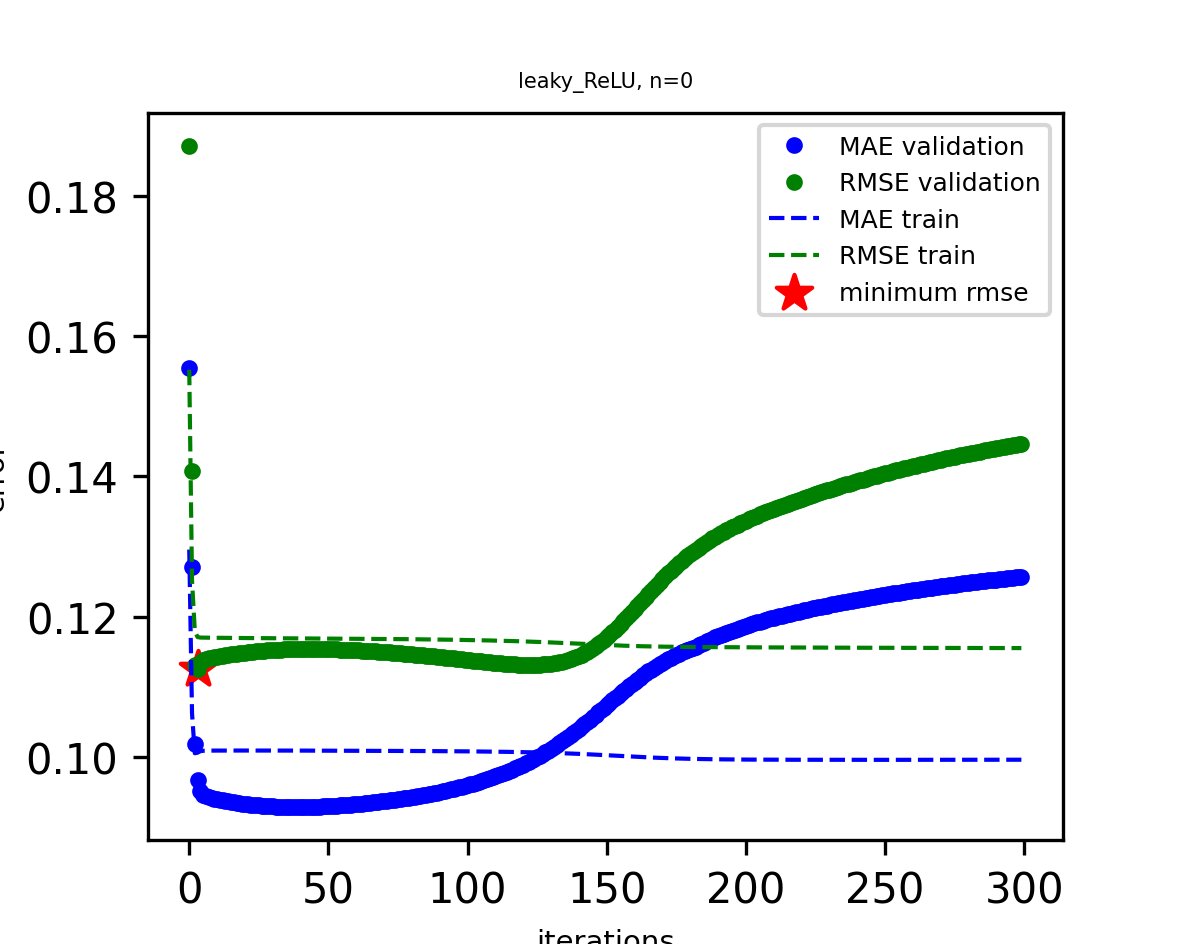 leaky_ReLU, n=0
MAE validation
RMSE validation
MAE train
RMSE train
minimum rmse
0.18
0.16
0.14
0.12
0.10
0 50 100 150 200 250 300
iterations